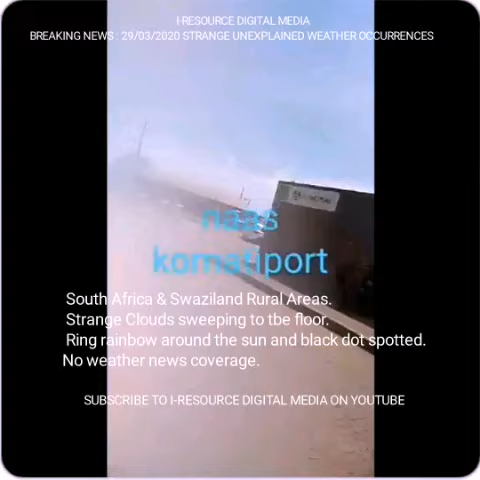 I-RESOURCE DIGITAL MEDIA
BREAKING NEWS : 29/03/2020 STRANGE UNEXPLAINED WEATHER OCCURRENCES
naas
komatiport
South Africa & Swaziland Rural Areas.
Strange Clouds sweeping to tbe floor.
Ring rainbow around the sun and black dot spotted.
No weather news coverage.
SUBSCRIBE TO I-RESOURCE DIGITAL MEDIA ON YOUTUBE